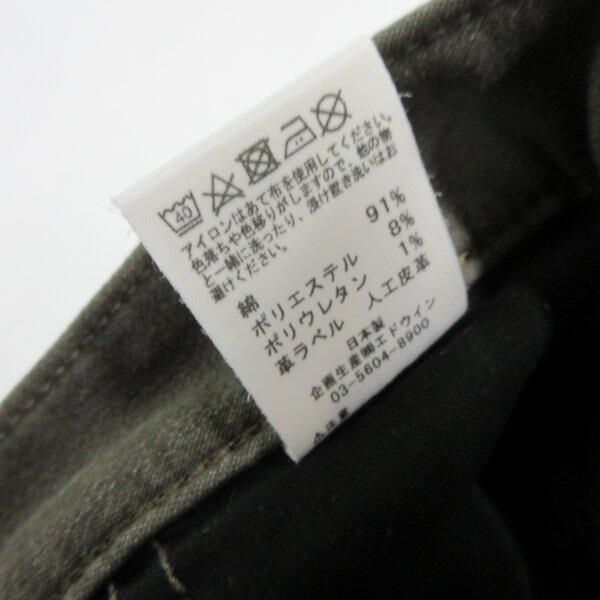 40
アイロンはあて布を使用してください。
色落ちや色移りがしますので、他の物
と一緒に洗ったり、浸け置き洗いはお
避けください。
綿 91%
ポリエステル 8%
ポリウレタン 1%
革ラベル 人工皮革
日本製
企画生産㈱エドウイン
03-5604-8900